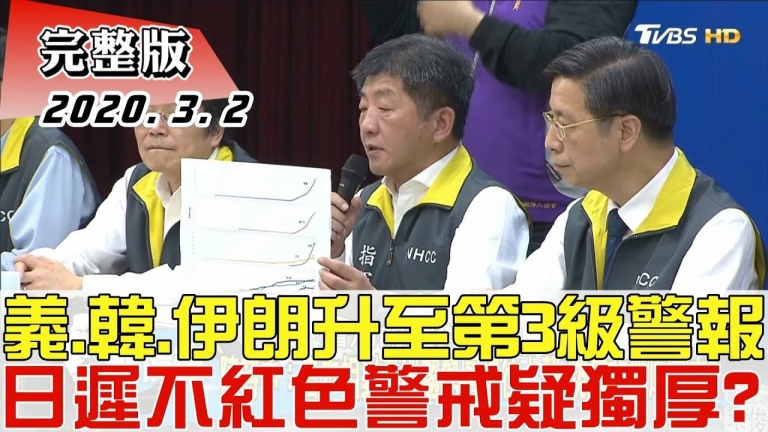 完整版
TVBS HD
2020.3.2
指
NHCC
義.韓.伊朗升至第3級警報
日遲不紅色警戒疑獨厚?